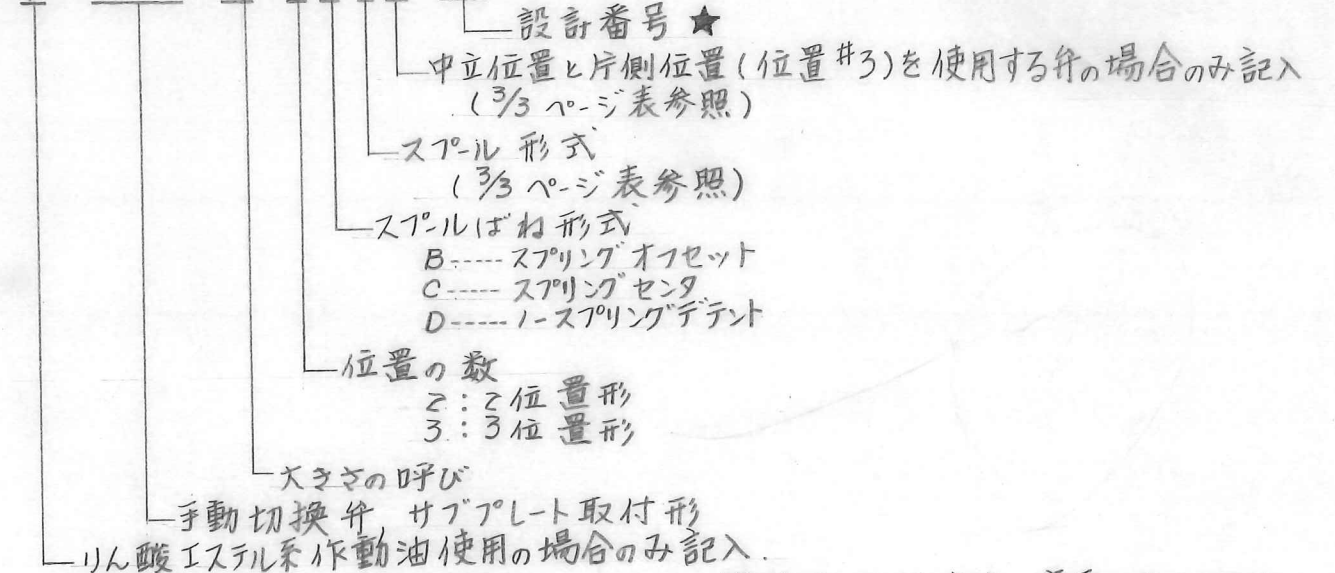 設計番号 ★
中立位置と片側位置(位置#3)を使用する弁の場合のみ記入
(3/3 ページ表参照)
スプール形式
(3/3 ページ表参照)
スプールばね形式
B----- スプリングオフセット
C----- スプリングセンタ
D----- ノースプリングデテント
位置の数
2:2位置形
3:3位置形
大きさの呼び
手動切換弁, サブプレート取付形
りん酸エステル系作動油使用の場合のみ記入.